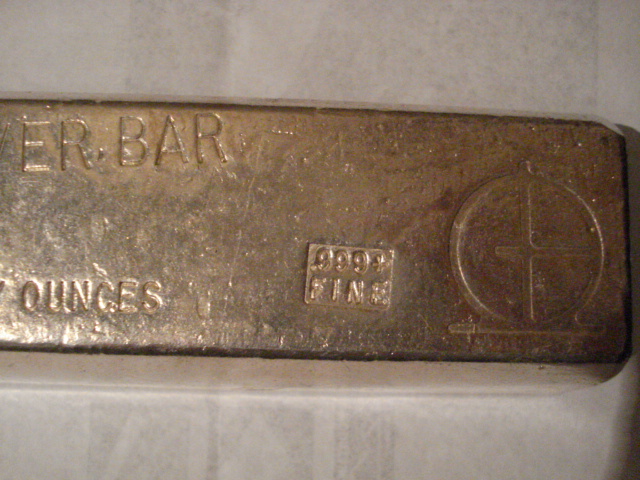 VER BAR
Y OUNCES
.999+
FINE